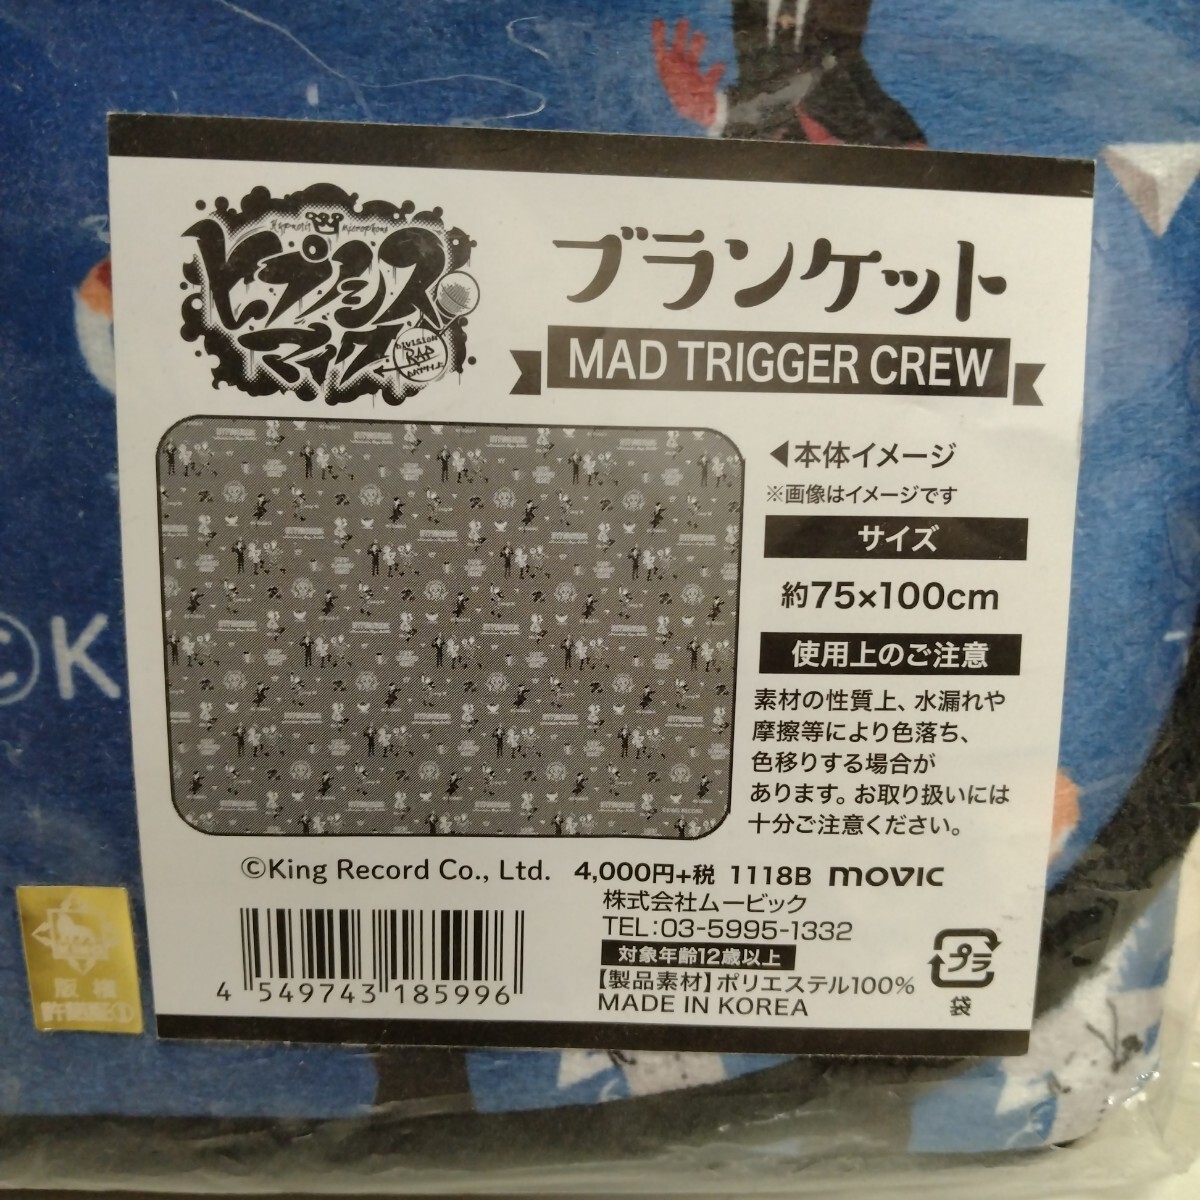 Hypnosis Microphone
ヒプノシスマイク
DIVISION
RAP
BATTLE
ブランケット
MAD TRIGGER CREW
◀本体イメージ
※画像はイメージです
サイズ
約75×100cm
使用上のご注意
素材の性質上、水濡れや
摩擦等により色落ち、
色移りする場合が
あります。お取り扱いには
十分ご注意ください。
©King Record Co., Ltd. 4,000円+税 1118B movic
株式会社ムービック
TEL:03-5995-1332
対象年齢12歳以上
【製品素材】ポリエステル100%
MADE IN KOREA
4 549743 185996
プラ
袋
©K
版権
許諾証①